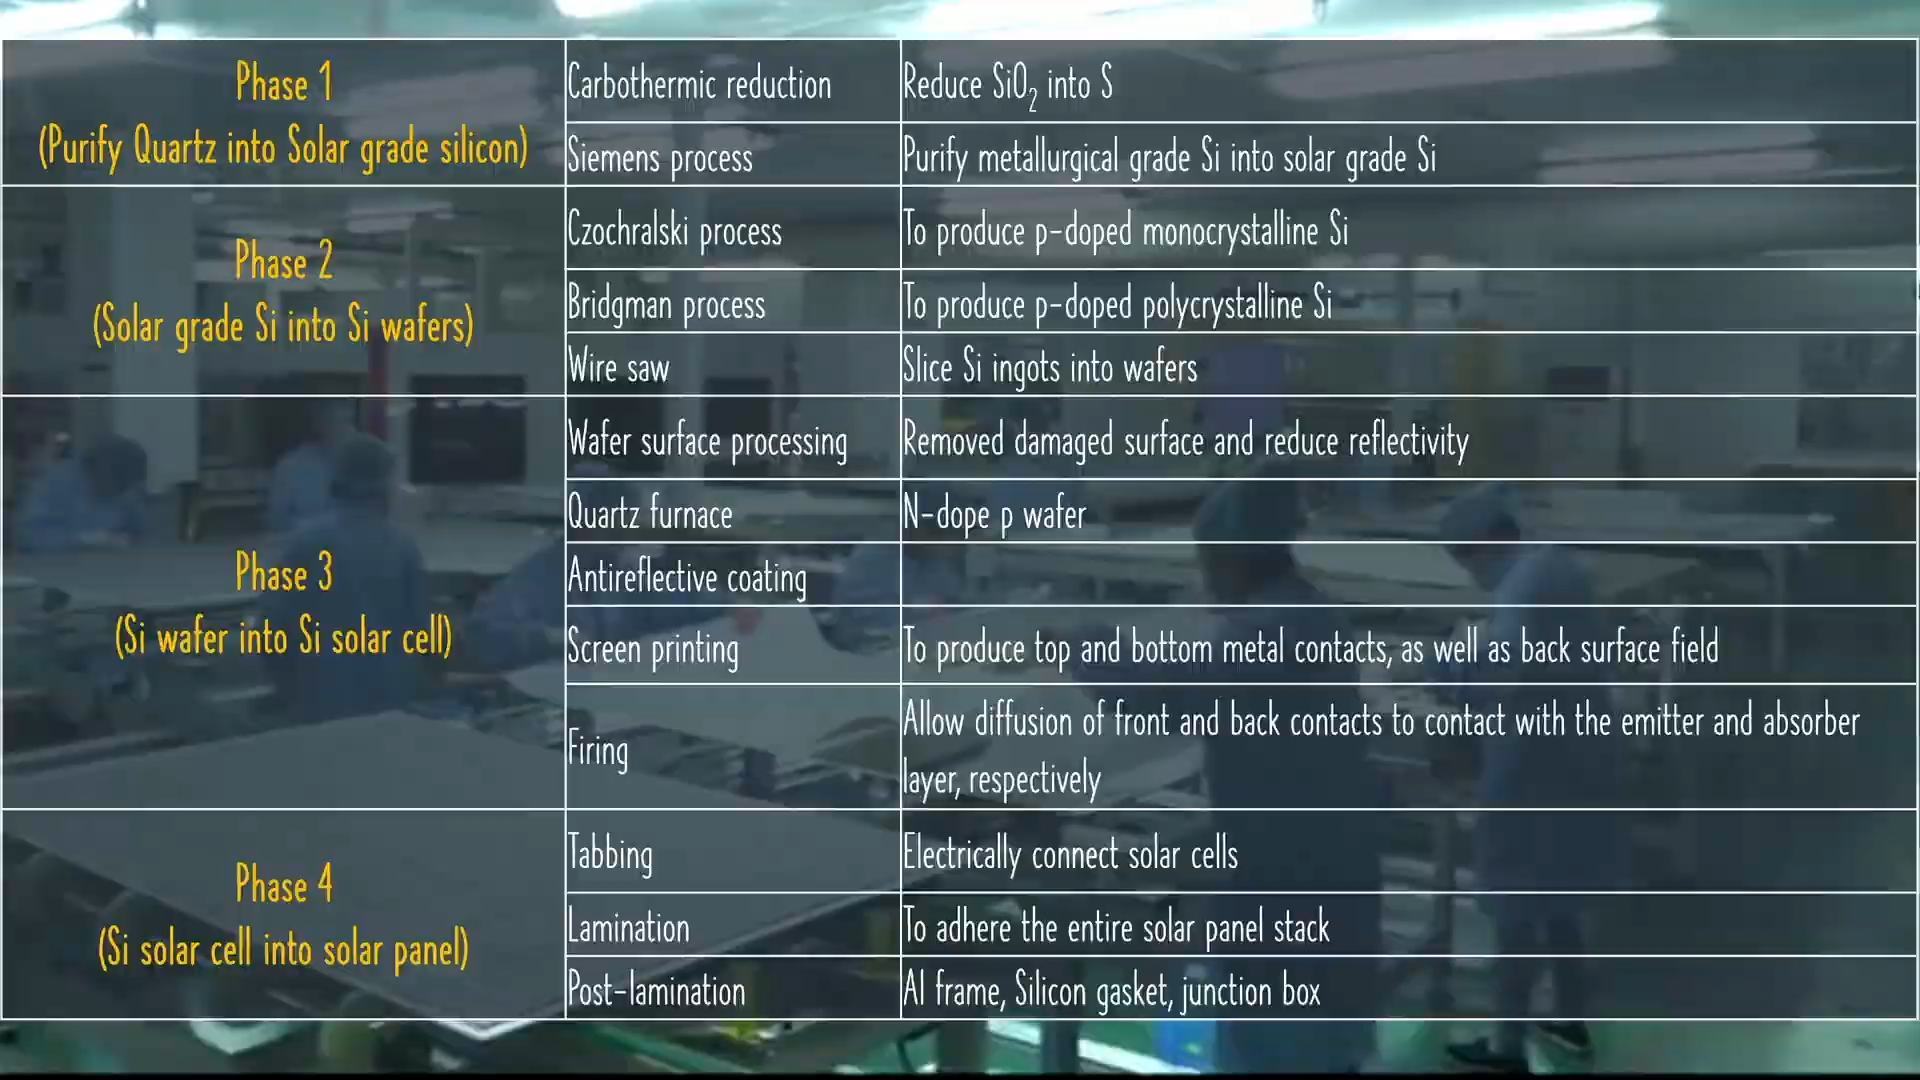 Phase 1
(Purify Quartz into Solar grade silicon)
Carbothermic reduction
Reduce SiO₂ into S
Siemens process
Purify metallurgical grade Si into solar grade Si
Phase 2
(Solar grade Si into Si wafers)
Czochralski process
To produce p-doped monocrystalline Si
Bridgman process
To produce p-doped polycrystalline Si
Wire saw
Slice Si ingots into wafers
Phase 3
(Si wafer into Si solar cell)
Wafer surface processing
Removed damaged surface and reduce reflectivity
Quartz furnace
N-dope p wafer
Antireflective coating
Screen printing
To produce top and bottom metal contacts, as well as back surface field
Firing
Allow diffusion of front and back contacts to contact with the emitter and absorber
layer, respectively
Phase 4
(Si solar cell into solar panel)
Tabbing
Electrically connect solar cells
Lamination
To adhere the entire solar panel stack
Post-lamination
Al frame, Silicon gasket, junction box